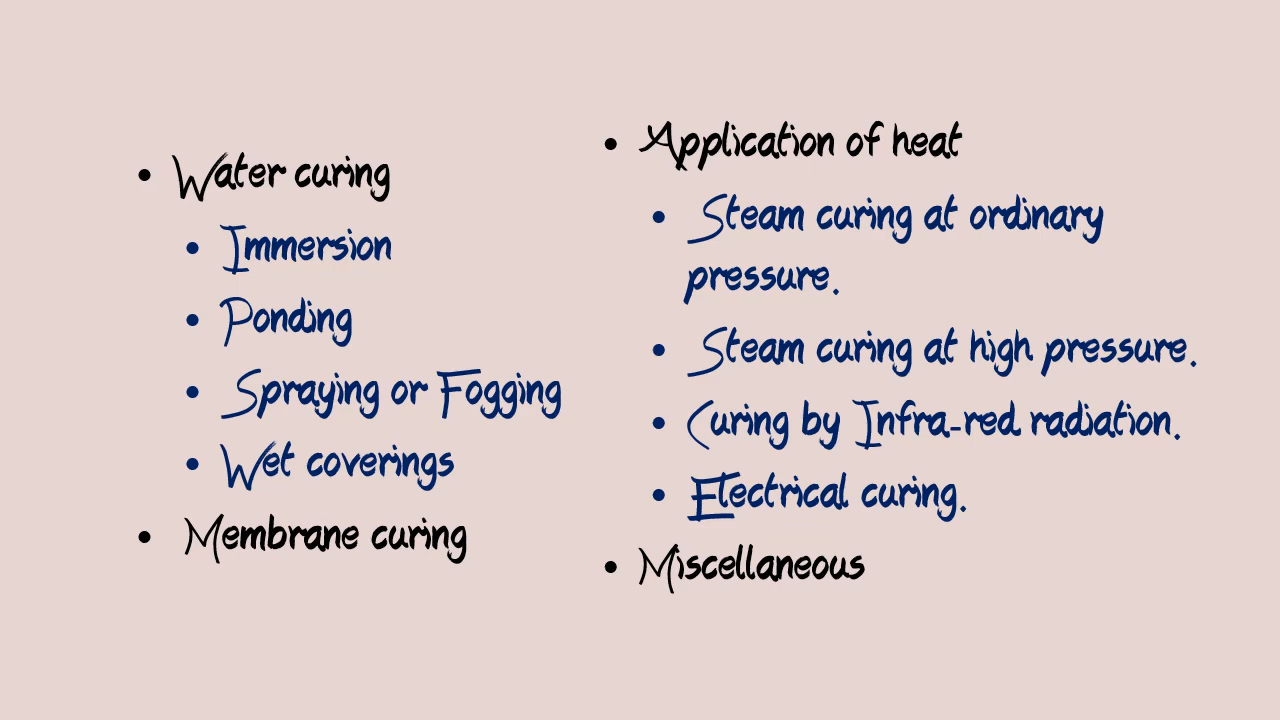 • Water curing
• Immersion
• Ponding
• Spraying or Fogging
• Wet coverings
• Membrane curing
• Application of heat
• Steam curing at ordinary
pressure.
• Steam curing at high pressure.
• Curing by Infra-red radiation.
• Electrical curing.
• Miscellaneous